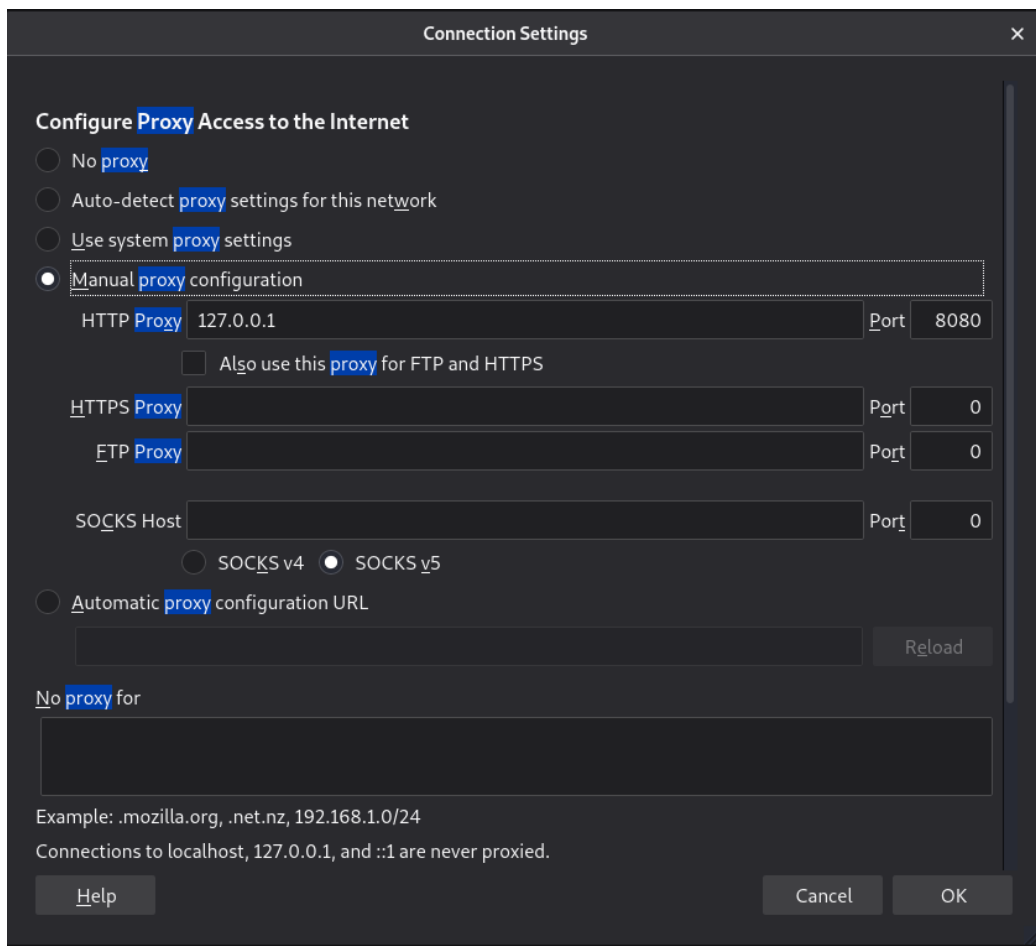 Connection Settings
Configure Proxy Access to the Internet
No proxy
Auto-detect proxy settings for this network
Use system proxy settings
Manual proxy configuration
HTTP Proxy 127.0.0.1 Port 8080
Also use this proxy for FTP and HTTPS
HTTPS Proxy Port 0
FTP Proxy Port 0
SOCKS Host Port 0
SOCKS v4 SOCKS v5
Automatic proxy configuration URL
Reload
No proxy for
Example: .mozilla.org, .net.nz, 192.168.1.0/24
Connections to localhost, 127.0.0.1, and ::1 are never proxied.
Help Cancel OK